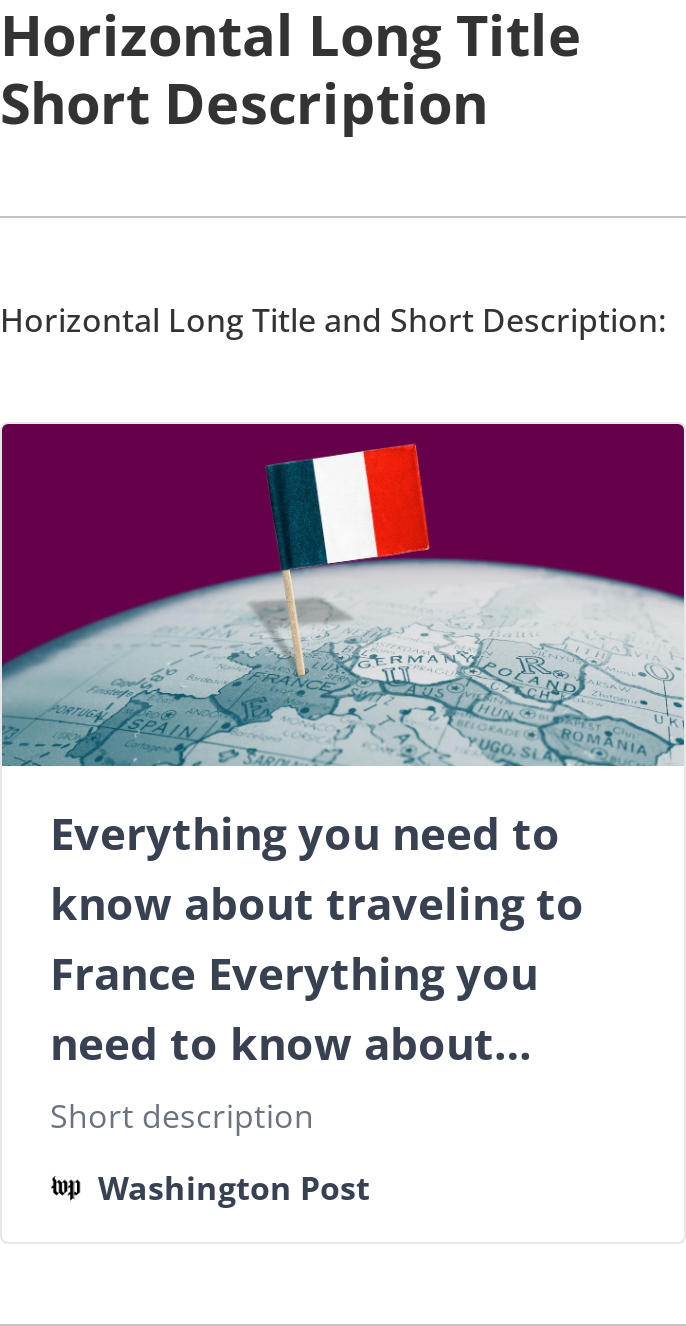 Horizontal Long Title
Short Description
Horizontal Long Title and Short Description:
GERMANY
POLAND
FRANCE
CZECH
AUS
HUN
PORTUGAL
SPAIN
ROMANIA
YUGO. SLA.
Everything you need to
know about traveling to
France Everything you
need to know about...
Short description
wp Washington Post